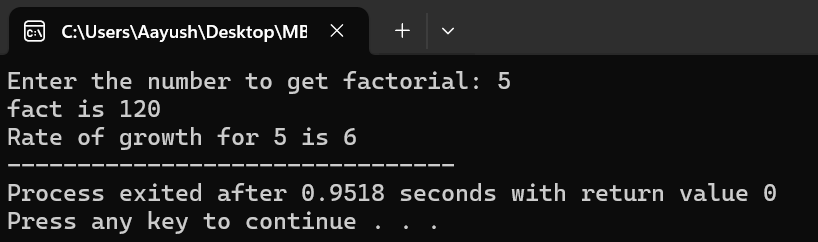 C:\Users\Aayush\Desktop\ME
Enter the number to get factorial: 5
fact is 120
Rate of growth for 5 is 6
--------------------------------
Process exited after 0.9518 seconds with return value 0
Press any key to continue . . .